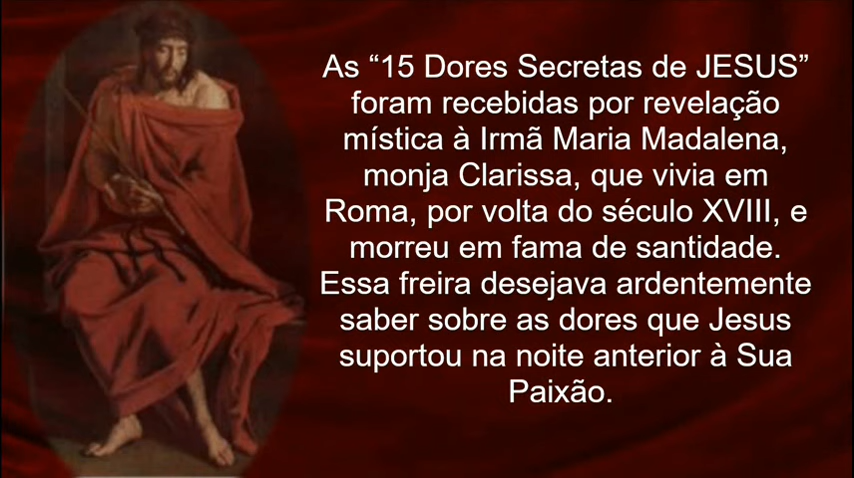 As “15 Dores Secretas de JESUS”
foram recebidas por revelação
mística à Irmã Maria Madalena,
monja Clarissa, que vivia em
Roma, por volta do século XVIII, e
morreu em fama de santidade.
Essa freira desejava ardentemente
saber sobre as dores que Jesus
suportou na noite anterior à Sua
Paixão.